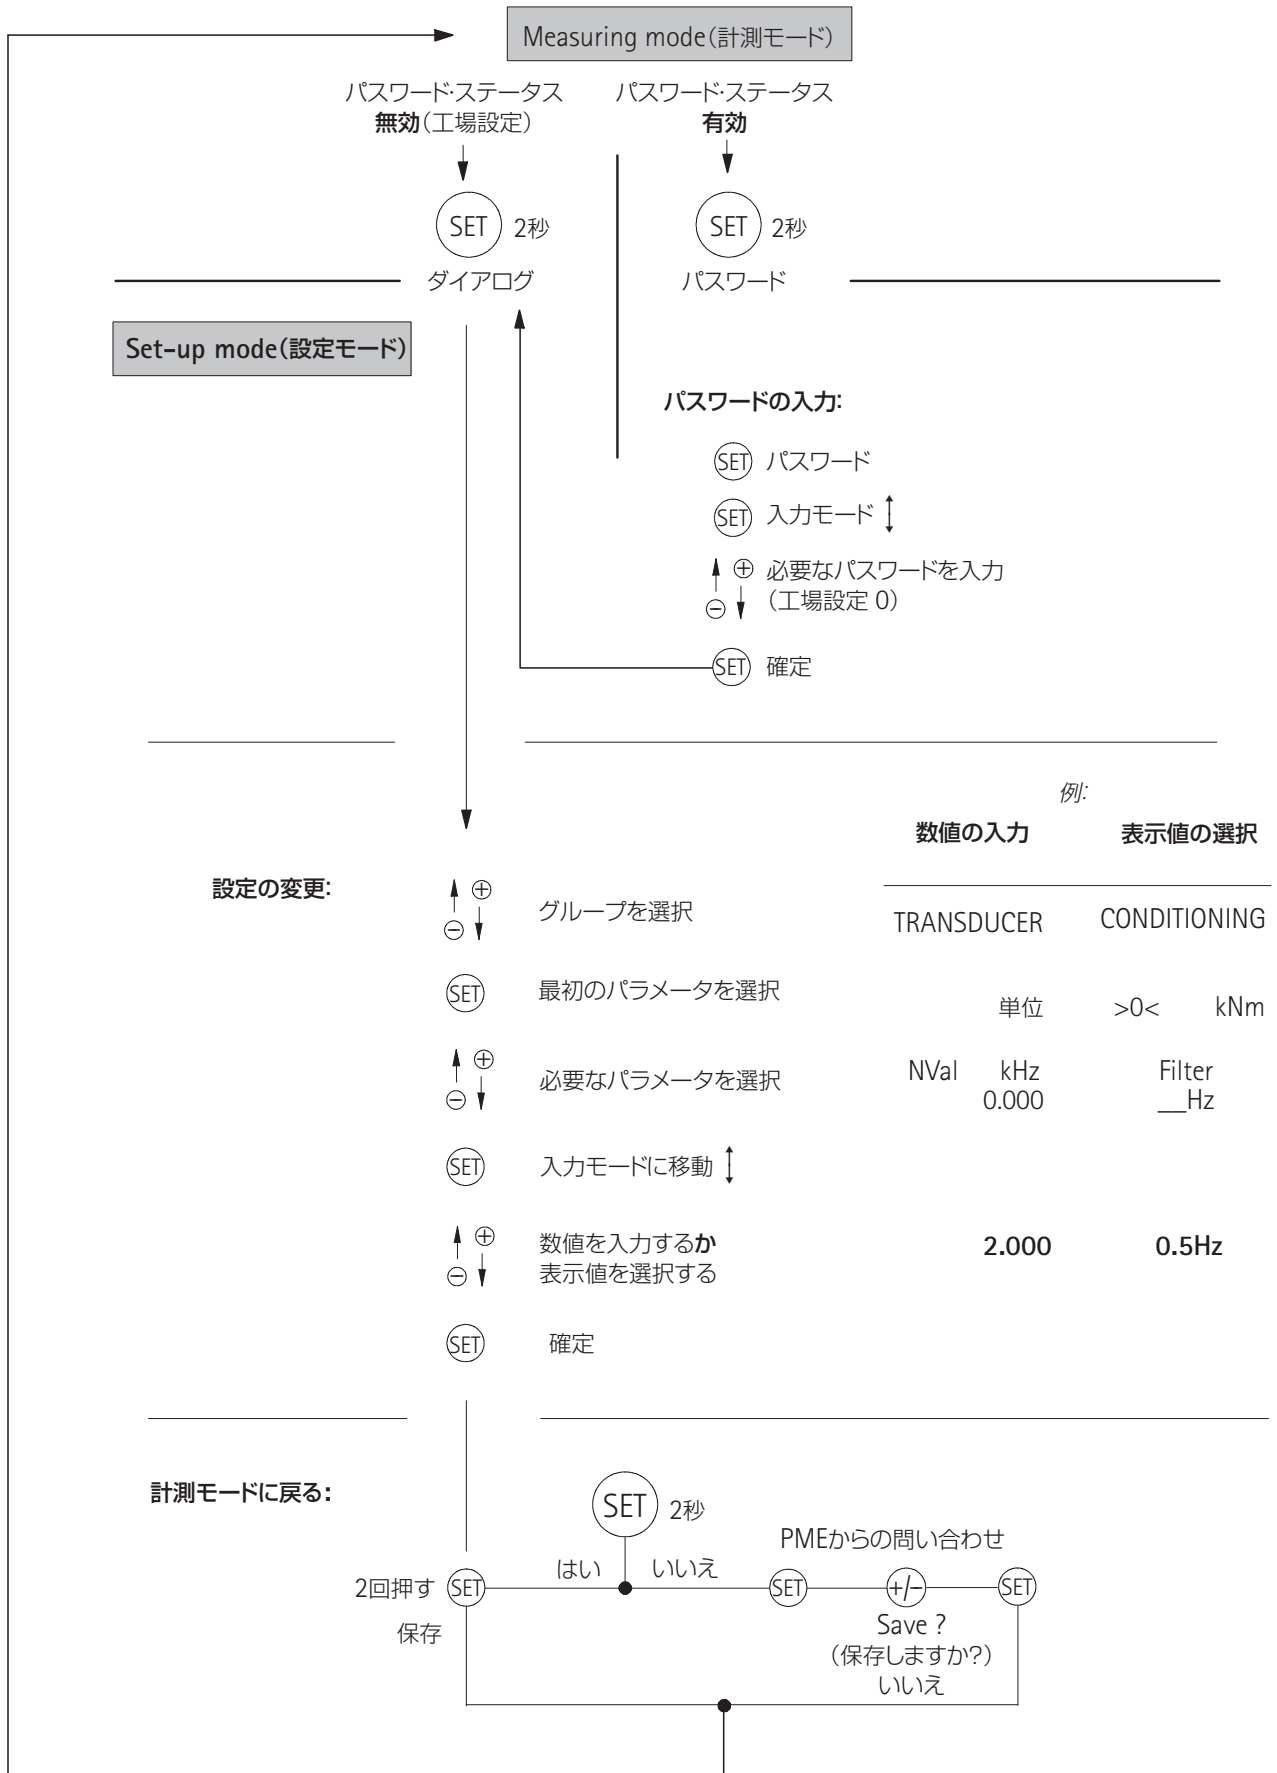 Measuring mode(計測モード)
パスワード·ステータス
無効(工場設定)
パスワード·ステータス
有効
SET 2秒
ダイアログ
SET 2秒
パスワード
Set-up mode(設定モード)
パスワードの入力:
SET パスワード
SET 入力モード
+ 必要なパスワードを入力
- (工場設定 0)
SET 確定
例:
数値の入力 表示値の選択
設定の変更:
+ - グループを選択 TRANSDUCER CONDITIONING
SET 最初のパラメータを選択 単位 >0< kNm
+ - 必要なパラメータを選択 NVal kHz Filter
0.000 __Hz
SET 入力モードに移動
+ 数値を入力するか 2.000 0.5Hz
- 表示値を選択する
SET 確定
計測モードに戻る:
SET 2秒
PMEからの問い合わせ
はい いいえ
2回押す SET SET +/- SET
保存
Save ?
(保存しますか?)
いいえ